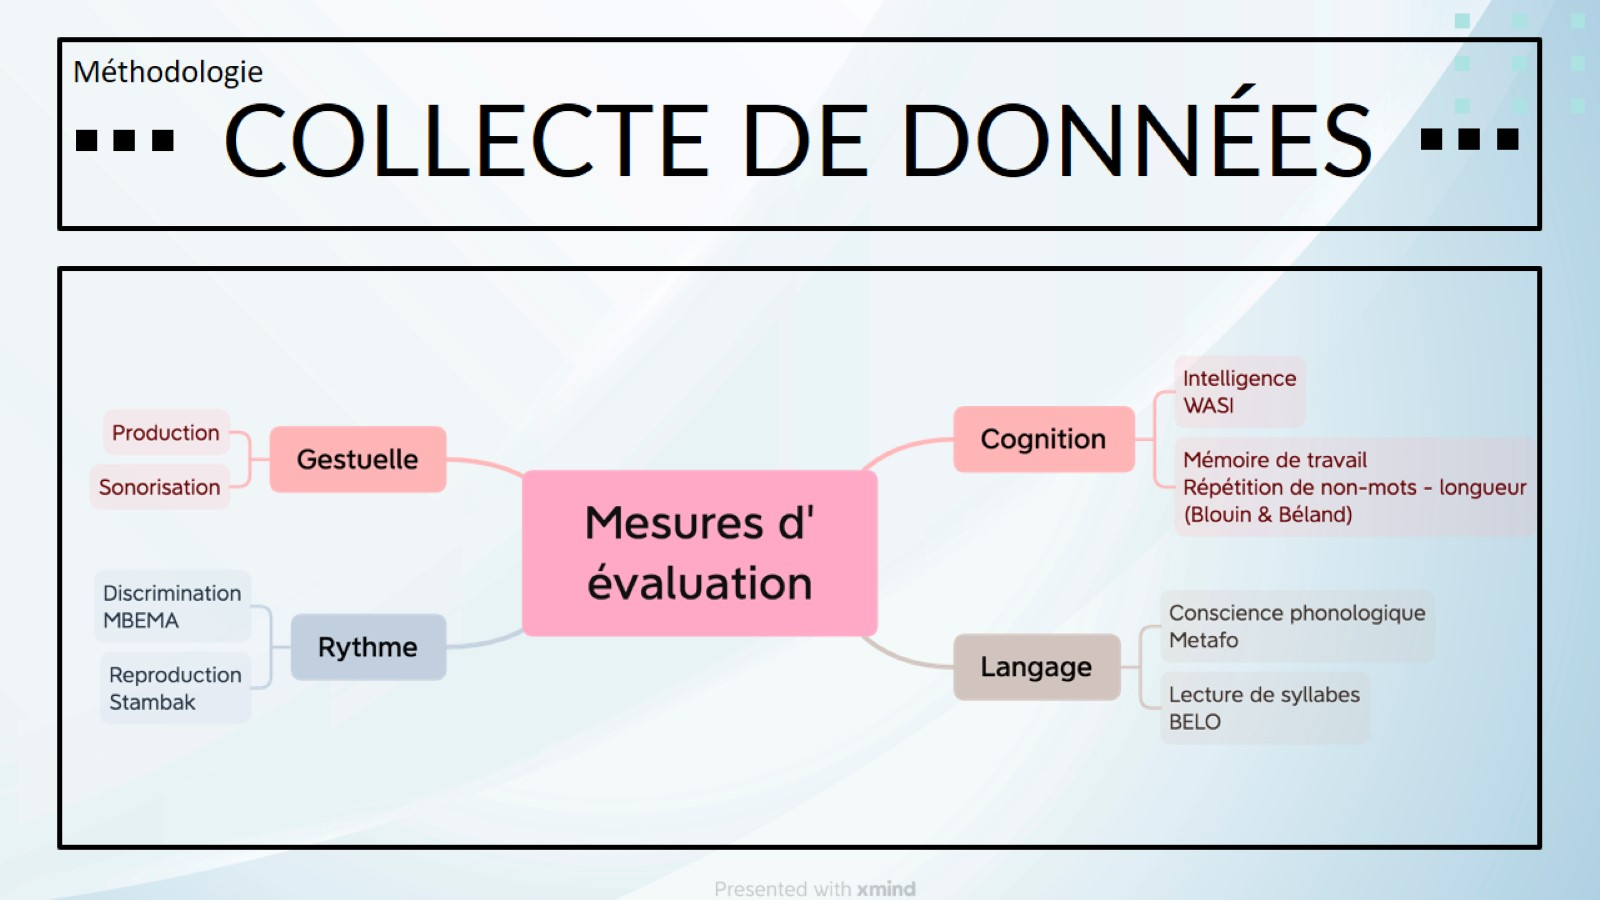 Méthodologie
COLLECTE DE DONNÉES
Production
Sonorisation
Gestuelle
Discrimination
MBEMA
Reproduction
Stambak
Rythme
Mesures d'
évaluation
Cognition
Intelligence
WASI
Mémoire de travail
Répétition de non-mots - longueur
(Blouin & Béland)
Langage
Conscience phonologique
Metafo
Lecture de syllabes
BELO
Presented with xmind